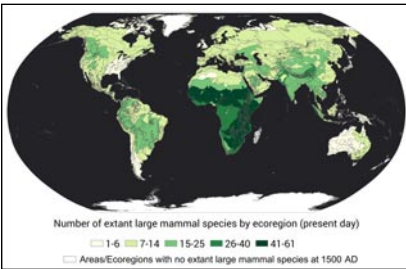 Number of extant large mammal species by ecoregion (present day)
1-6 7-14 15-25 26-40 41-61
Areas/Ecoregions with no extant large mammal species at 1500 AD